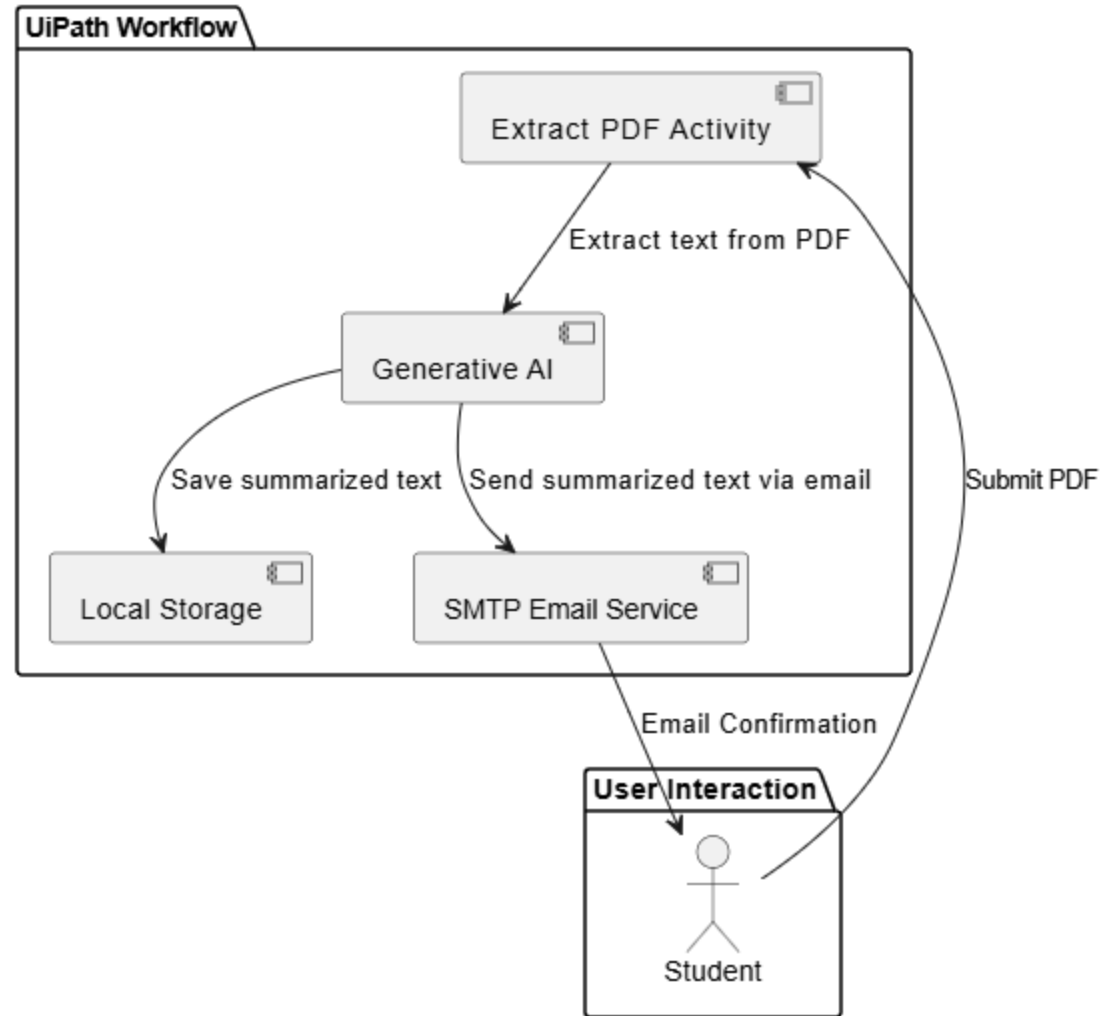 UiPath Workflow
Extract PDF Activity
Extract text from PDF
Generative AI
Save summarized text
Send summarized text via email
Submit PDF
Local Storage
SMTP Email Service
Email Confirmation
User Interaction
Student